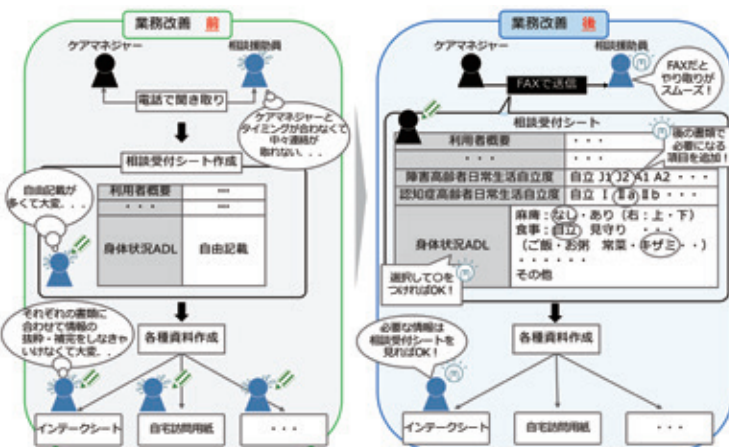 業務改善 前
ケアマネジャー
相談援助員
電話で聞き取り
ケアマネジャーと
タイミングが合わなくて
中々連絡が
取れない．．．
相談受付シート作成
自由記載が
多くて大変．．．
利用者概要
・・・
身体状況ADL
自由記載
それぞれの書類に
合わせて情報の
抜粋・補完をしなきゃ
いけなくて大変．．
各種資料作成
インテークシート
自宅訪問用紙
・・・
業務改善 後
ケアマネジャー
相談援助員
FAXで送信
FAXだと
やり取りが
スムーズ！
相談受付シート
後の書類で
必要になる
項目を追加！
利用者概要
・・・
・・・
・・・
障害高齢者日常生活自立度
自立 J1 J2 A1 A2 ・・・
認知症高齢者日常生活自立度
自立 Ⅰ Ⅱa Ⅱb ・・・
身体状況ADL
麻痺：なし・あり（右：上・下）
食事：自立 見守り ・・・
（ご飯・お粥 常菜・キザミ・・）
・・・・・・
その他
選択して〇を
つければOK！
必要な情報は
相談受付シートを
見ればOK！
各種資料作成
インテークシート
自宅訪問用紙
・・・